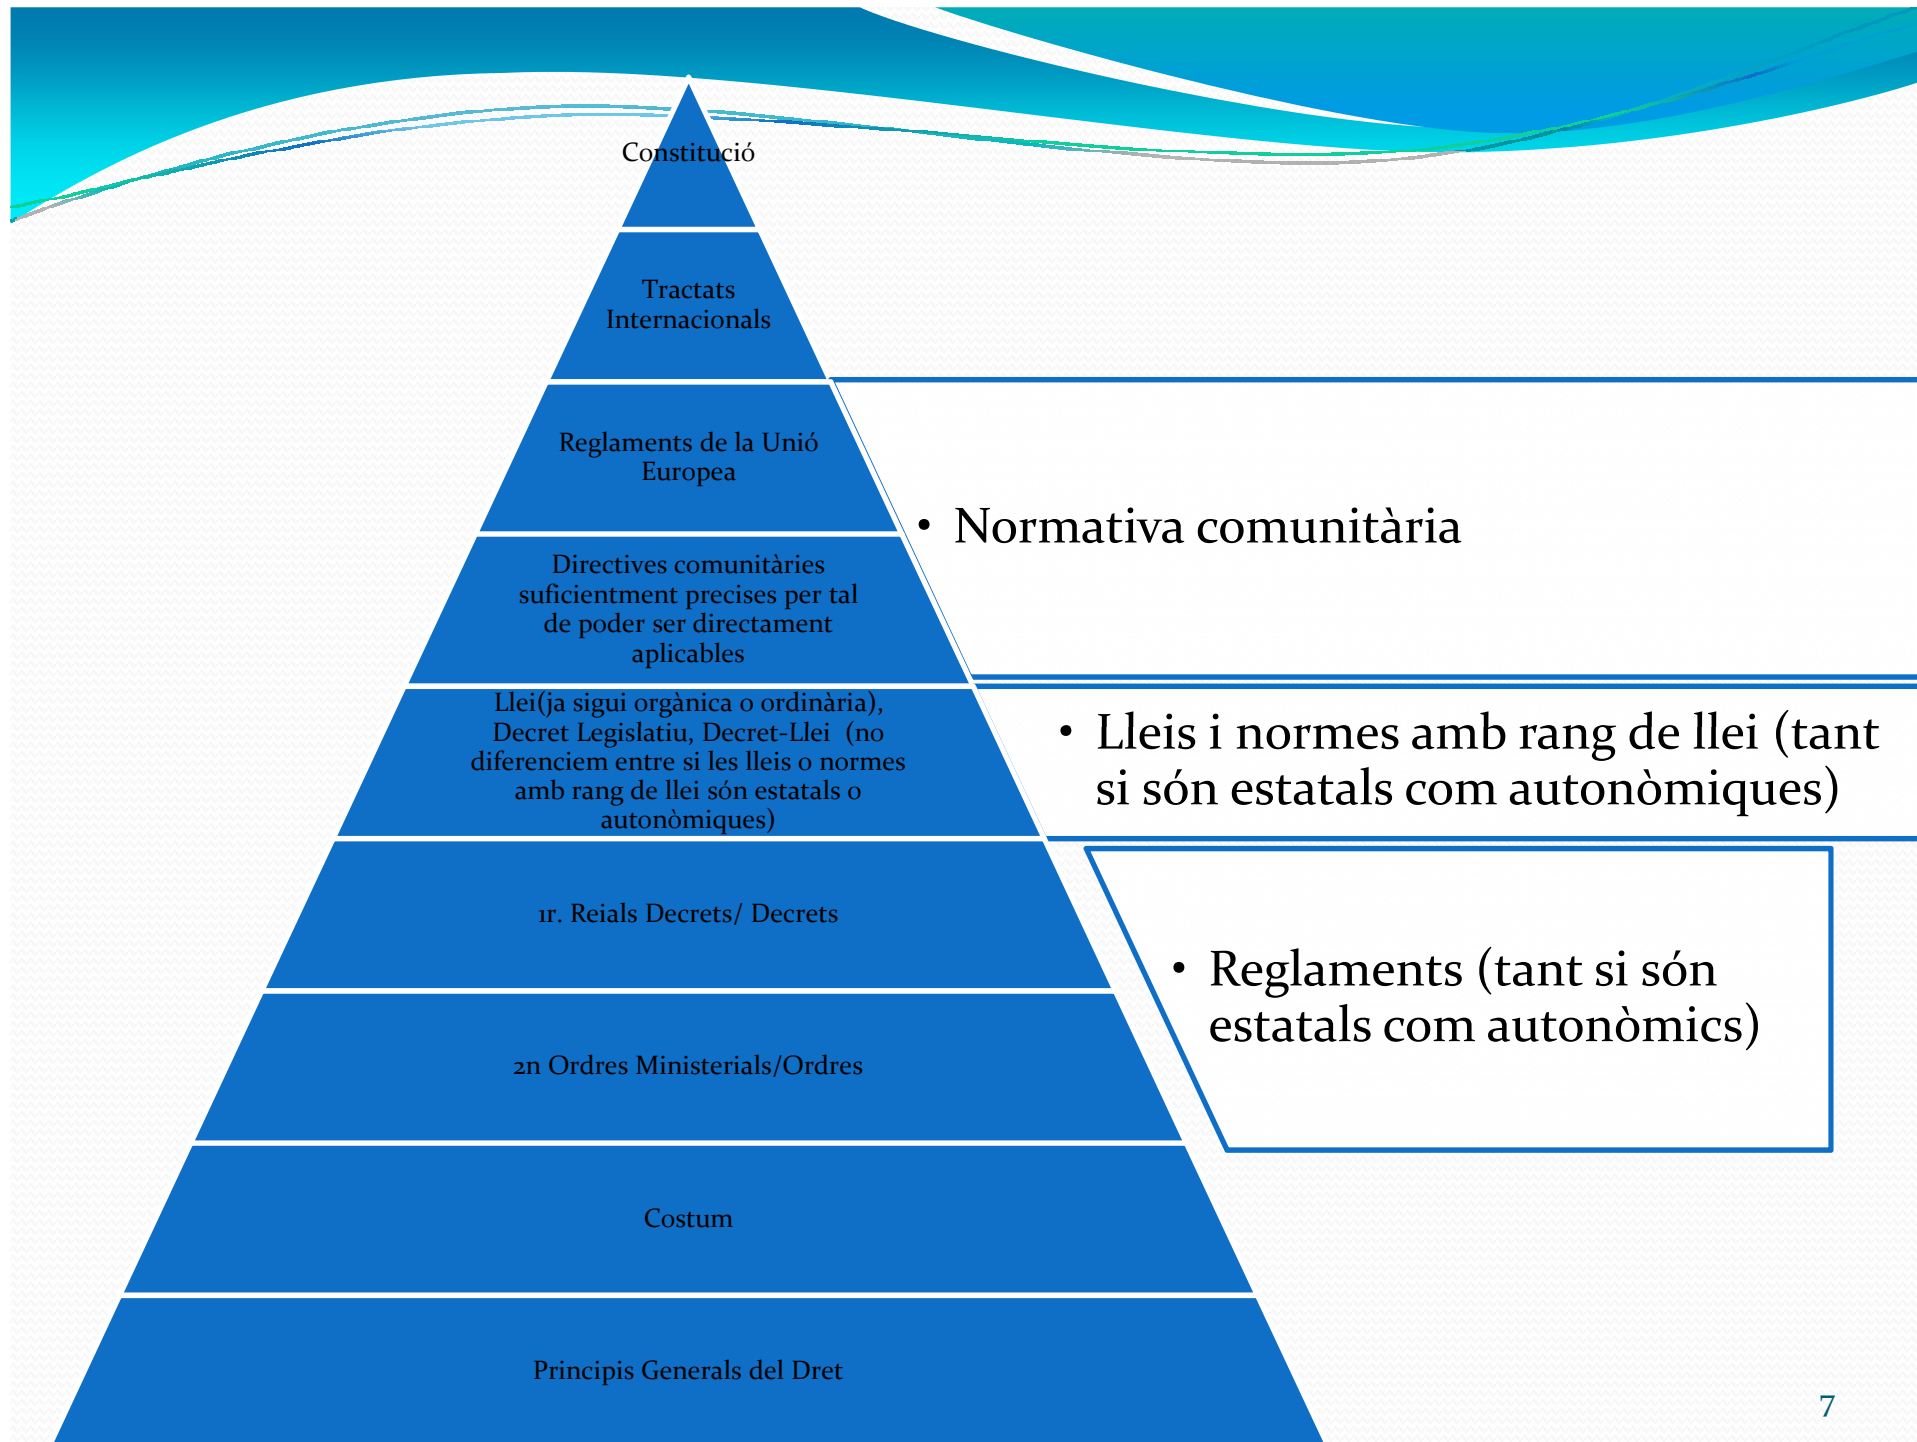 Constitució
Tractats
Internacionals
Reglaments de la Unió
Europea
Directives comunitàries
suficientment precises per tal
de poder ser directament
aplicables
• Normativa comunitària
Llei(ja sigui orgànica o ordinària),
Decret Legislatiu, Decret-Llei  (no
diferenciem entre si les lleis o normes
amb rang de llei són estatals o
autonòmiques)
• Lleis i normes amb rang de llei (tant
si són estatals com autonòmiques)
1r. Reials Decrets/ Decrets
2n Ordres Ministerials/Ordres
• Reglaments (tant si són
estatals com autonòmics)
Costum
Principis Generals del Dret
7